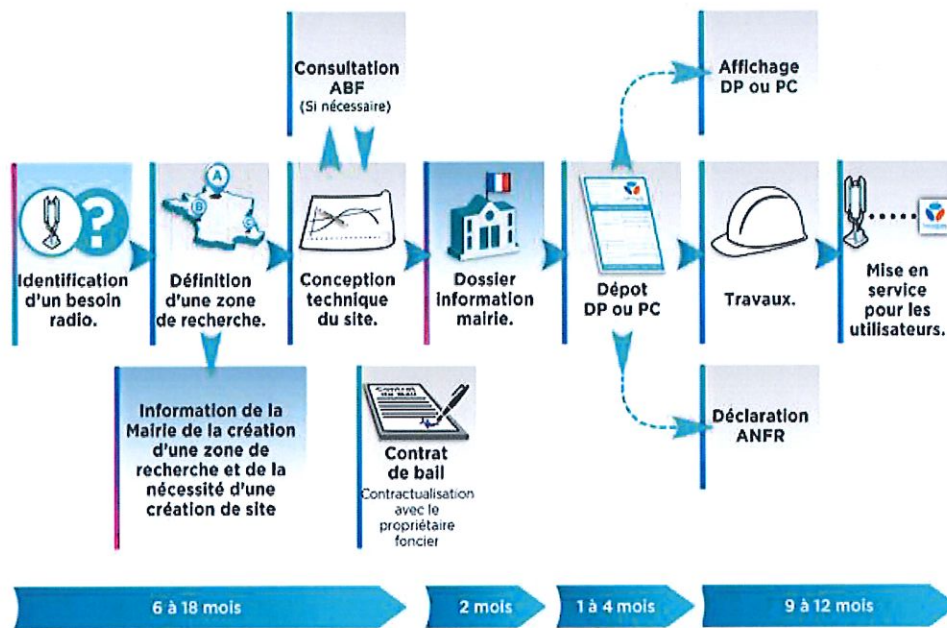 Consultation
ABF
(Si nécessaire)
Affichage
DP ou PC
A
B
C
Identification
d'un besoin
radio.
Définition
d'une zone
de recherche.
Conception
technique
du site.
Dossier
information
mairie.
Dépot
DP ou PC
Travaux.
Mise en
service
pour les
utilisateurs.
Information de la
Mairie de la création
d'une zone de
recherche et de la
nécessité d'une
création de site
Contrat
de bail
Contractualisation
avec le
propriétaire
foncier
Déclaration
ANFR
6 à 18 mois
2 mois
1 à 4 mois
9 à 12 mois